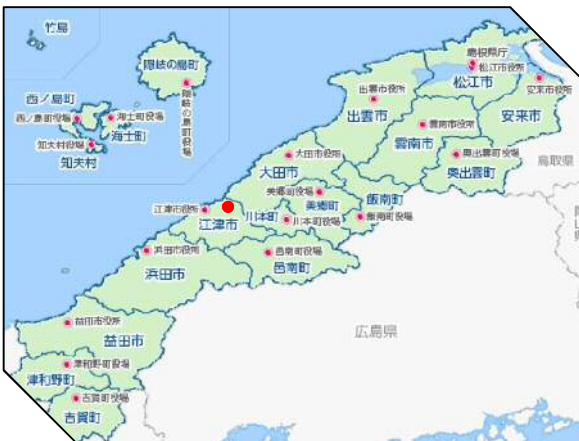 竹島
隠岐の島町
隠岐の島町役場
西ノ島町
西ノ島町役場
海士町役場
海士町
知夫村役場
知夫村
島根県庁
松江市役所
松江市
安来市役所
安来市
出雲市役所
出雲市
雲南市役所
雲南市
奥出雲町役場
奥出雲町
鳥取県
大田市役所
大田市
美郷町役場
美郷町
飯南町
飯南町役場
江津市役所
江津市
川本町
川本町役場
浜田市役所
浜田市
邑南町役場
邑南町
広島県
益田市役所
益田市
津和野町役場
津和野町
吉賀町役場
吉賀町